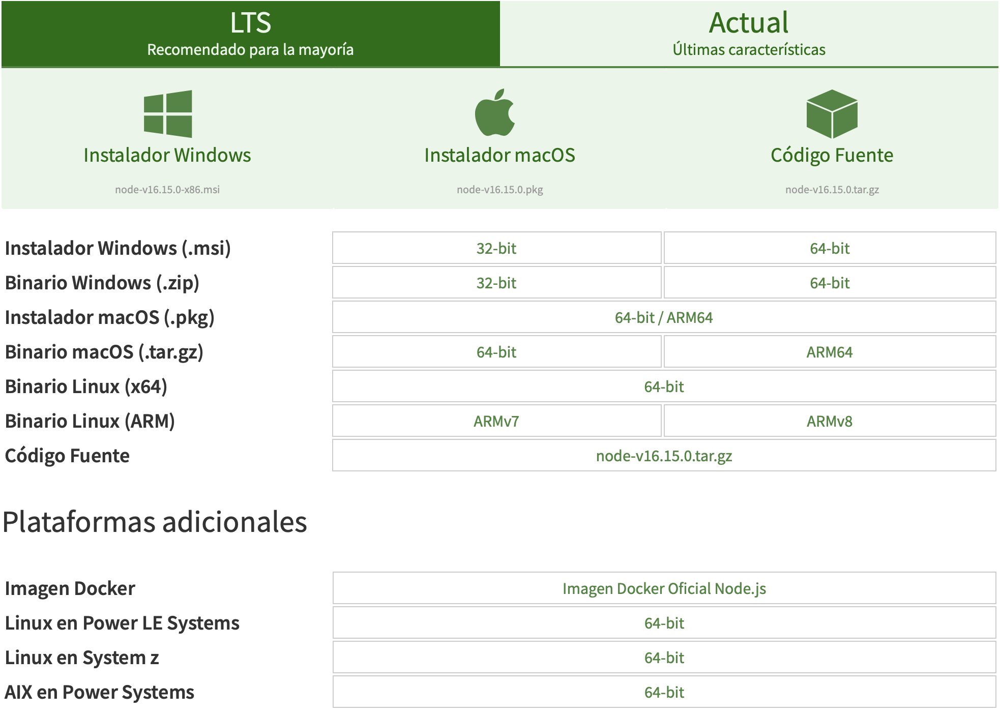 LTS
Recomendado para la mayoría
Actual
Últimas características
Instalador Windows
node-v16.15.0-x86.msi
Instalador macOS
node-v16.15.0.pkg
Código Fuente
node-v16.15.0.tar.gz
Instalador Windows (.msi) 32-bit 64-bit
Binario Windows (.zip) 32-bit 64-bit
Instalador macOS (.pkg) 64-bit / ARM64
Binario macOS (.tar.gz) 64-bit ARM64
Binario Linux (x64) 64-bit
Binario Linux (ARM) ARMv7 ARMv8
Código Fuente node-v16.15.0.tar.gz
Plataformas adicionales
Imagen Docker Imagen Docker Oficial Node.js
Linux en Power LE Systems 64-bit
Linux en System z 64-bit
AIX en Power Systems 64-bit